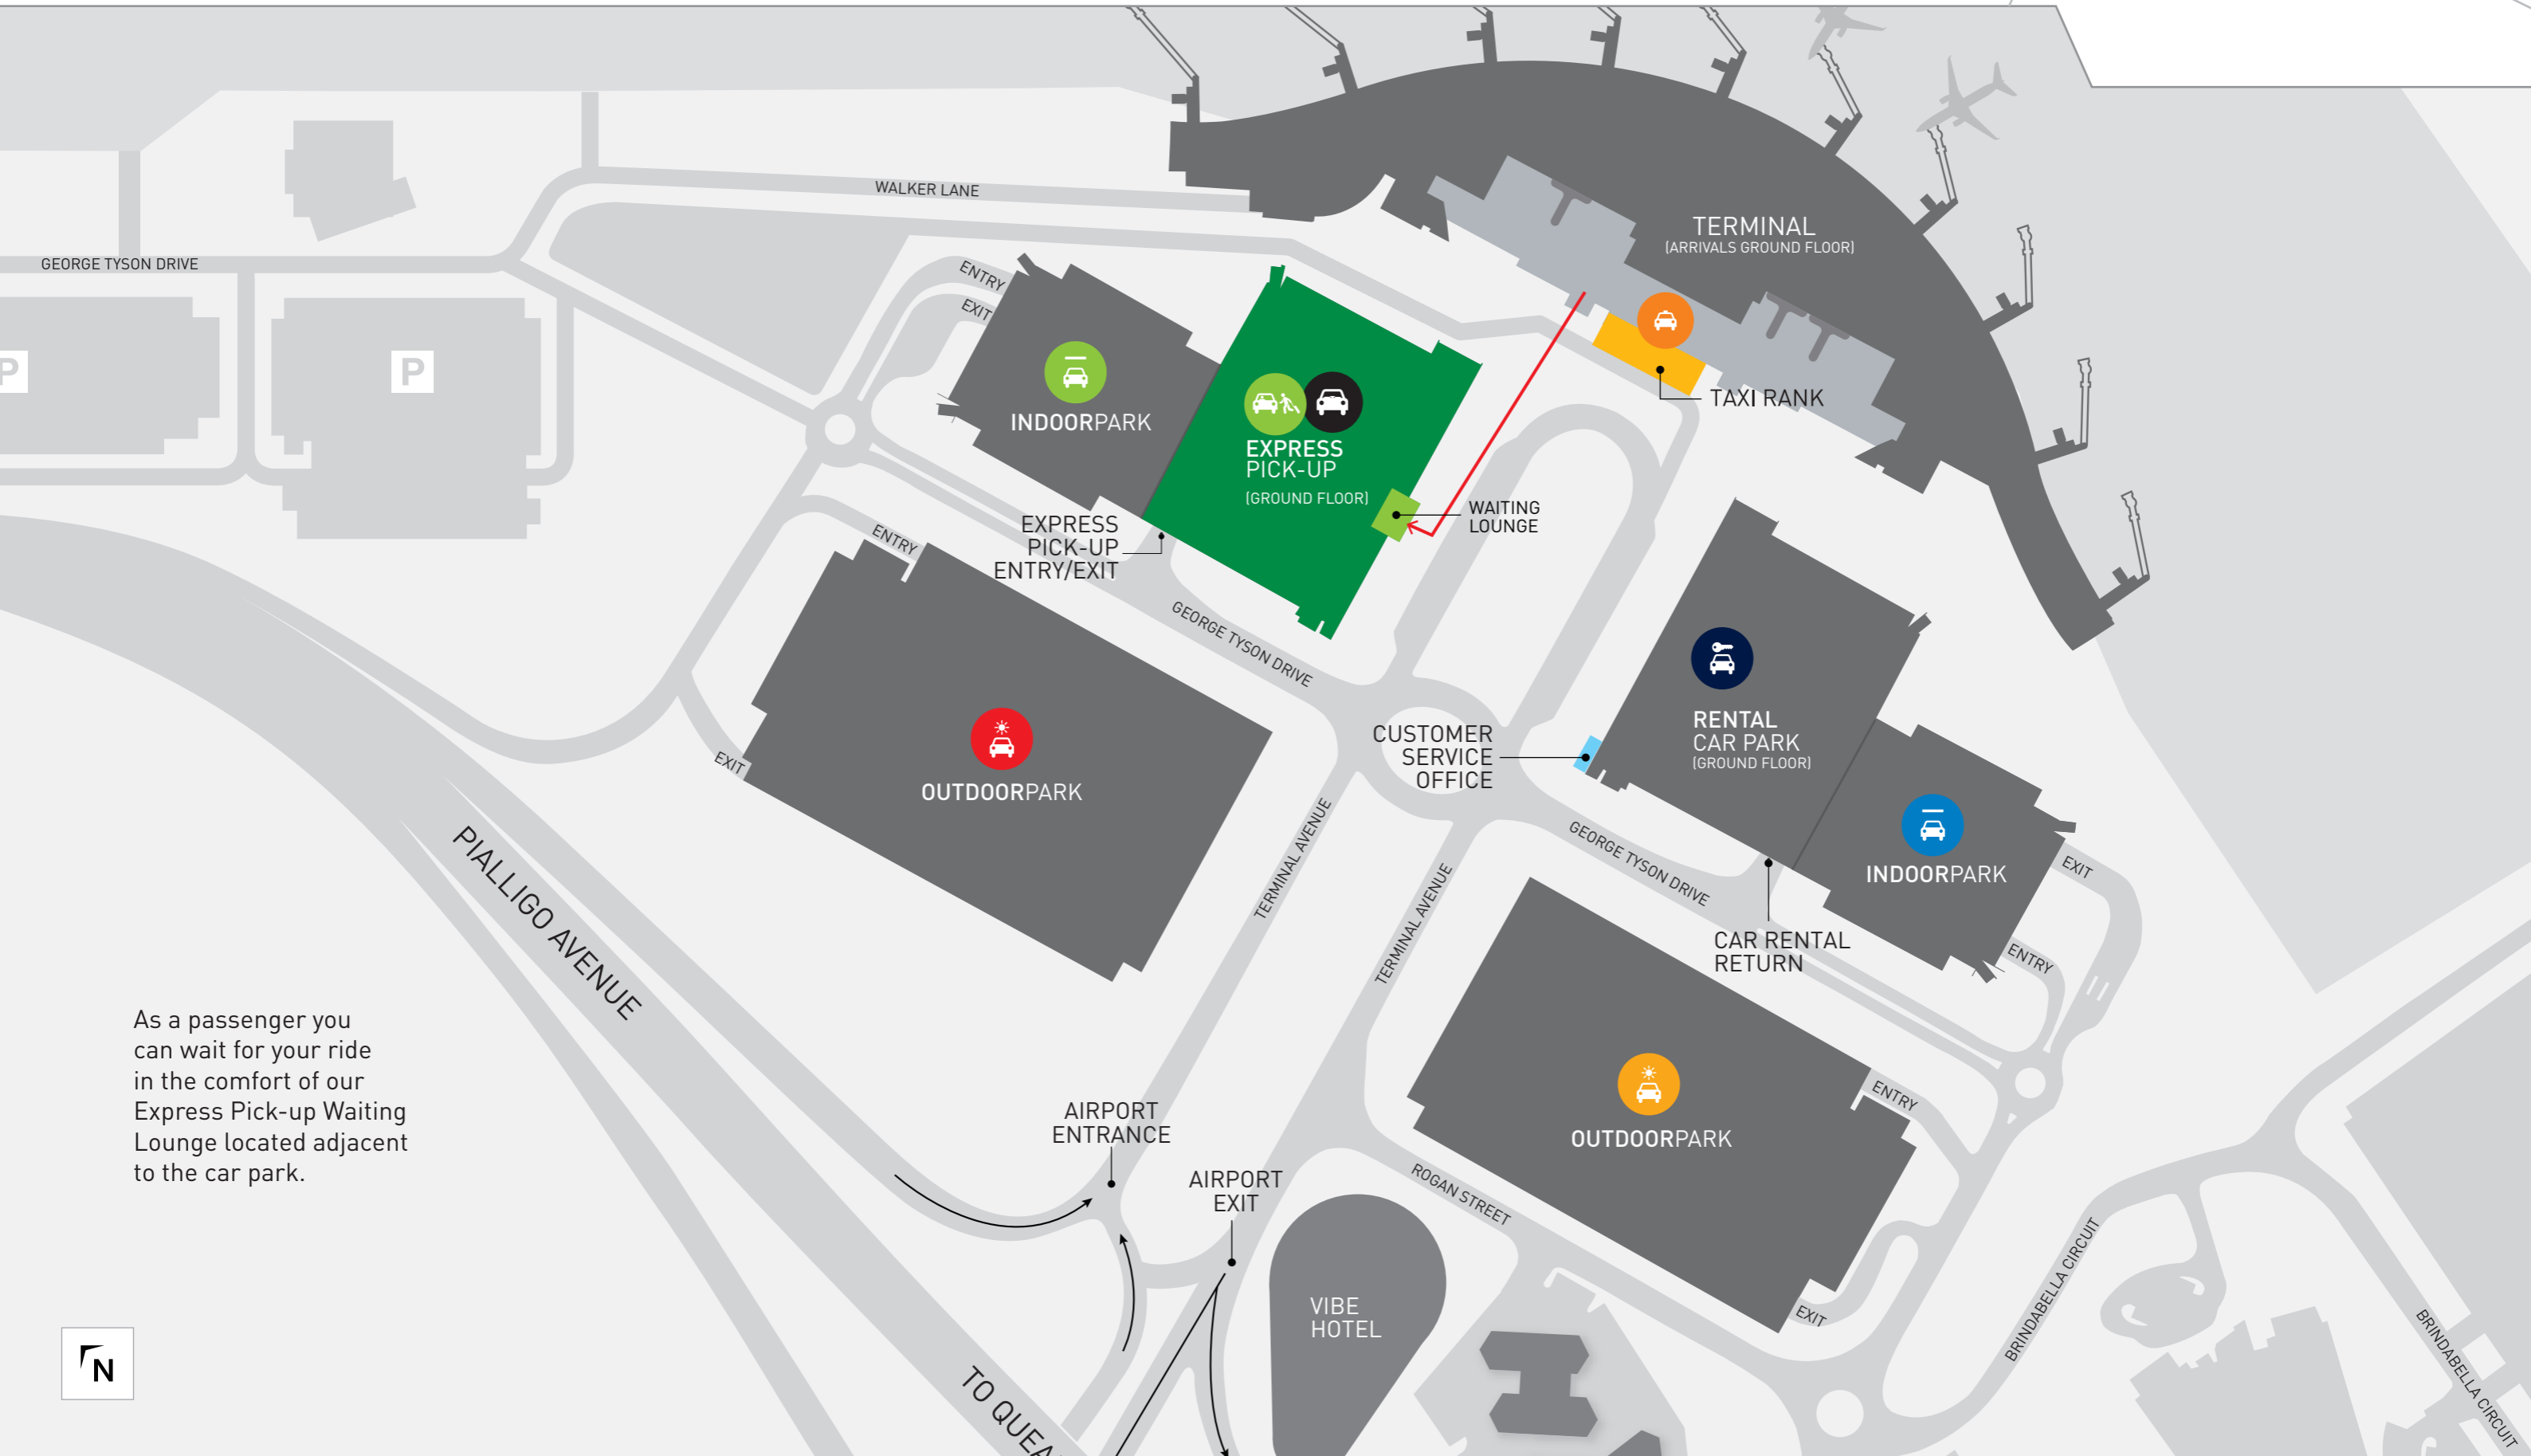 WALKER LANE
TERMINAL
(ARRIVALS GROUND FLOOR)
GEORGE TYSON DRIVE
ENTRY
EXIT
P
P
INDOORPARK
EXPRESS
PICK-UP
(GROUND FLOOR)
TAXI RANK
WAITING
LOUNGE
EXPRESS
PICK-UP
ENTRY/EXIT
ENTRY
GEORGE TYSON DRIVE
RENTAL
CAR PARK
(GROUND FLOOR)
CUSTOMER
SERVICE
OFFICE
EXIT
OUTDOORPARK
TERMINAL AVENUE
TERMINAL AVENUE
GEORGE TYSON DRIVE
INDOORPARK
EXIT
ENTRY
CAR RENTAL
RETURN
PIALLIGO AVENUE
As a passenger you
can wait for your ride
in the comfort of our
Express Pick-up Waiting
Lounge located adjacent
to the car park.
AIRPORT
ENTRANCE
AIRPORT
EXIT
OUTDOORPARK
ENTRY
ROGAN STREET
EXIT
VIBE
HOTEL
BRINDABELLA CIRCUIT
BRINDABELLA CIRCUIT
N
TO